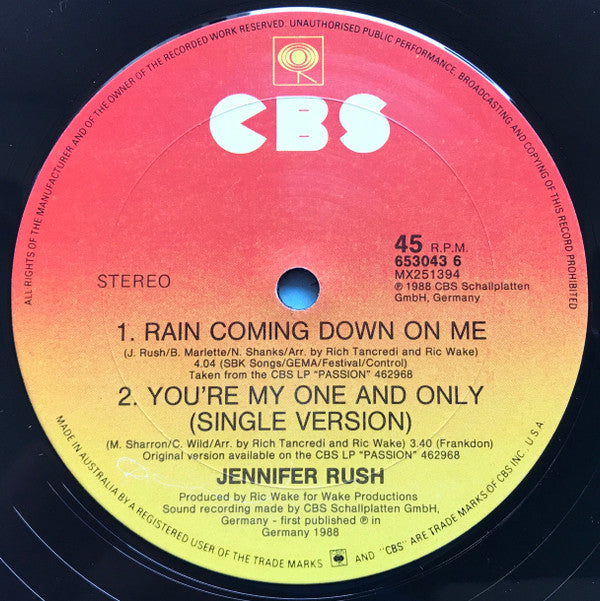 ALL RIGHTS OF THE MANUFACTURER AND OF THE OWNER OF THE RECORDED WORK RESERVED. UNAUTHORISED PUBLIC PERFORMANCE, BROADCASTING AND COPYING OF THIS RECORD PROHIBITED
CBS
45 R.P.M.
653043 6
MX251394
STEREO
℗ 1988 CBS Schallplatten
GmbH, Germany
1. RAIN COMING DOWN ON ME
(J. Rush/B. Marlette/N. Shanks/Arr. by Rich Tancredi and Ric Wake)
4.04 (SBK Songs/GEMA/Festival/Control)
Taken from the CBS LP "PASSION" 462968
2. YOU'RE MY ONE AND ONLY
(SINGLE VERSION)
(M. Sharron/C. Wild/Arr. by Rich Tancredi and Ric Wake) 3.40 (Frankdon)
Original version available on the CBS LP "PASSION" 462968
JENNIFER RUSH
Produced by Ric Wake for Wake Productions
Sound recording made by CBS Schallplatten GmbH,
Germany - first published ℗ in
Germany 1988
MADE IN AUSTRALIA BY A REGISTERED USER OF THE TRADE MARKS AND "CBS" ARE TRADE MARKS OF CBS INC. U.S.A